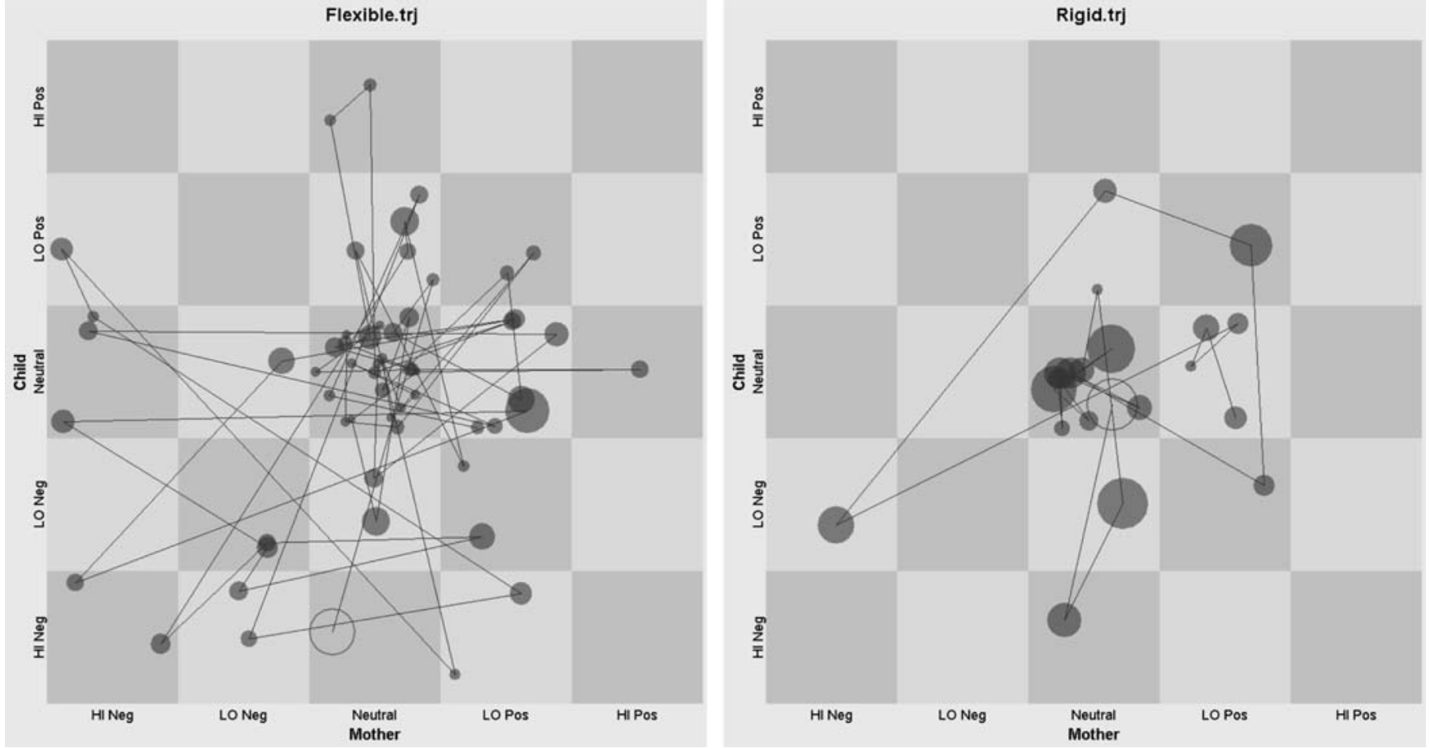 Flexible.trj
HI Pos
LO Pos
Neutral
LO Neg
HI Neg
Child
HI Neg
LO Neg
Neutral
LO Pos
HI Pos
Mother
Rigid.trj
HI Pos
LO Pos
Neutral
LO Neg
HI Neg
Child
HI Neg
LO Neg
Neutral
LO Pos
HI Pos
Mother